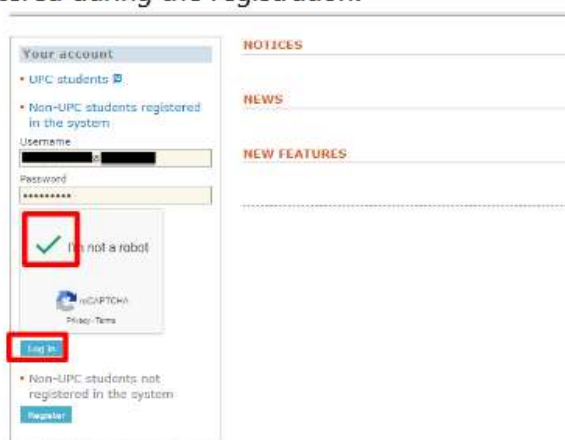 Your account
• UPC students
• Non-UPC students registered
in the system
Username
@
Password
•••••••••
I'm not a robot
reCAPTCHA
Privacy - Terms
Log in
• Non-UPC students not
registered in the system
Register
NOTICES
NEWS
NEW FEATURES